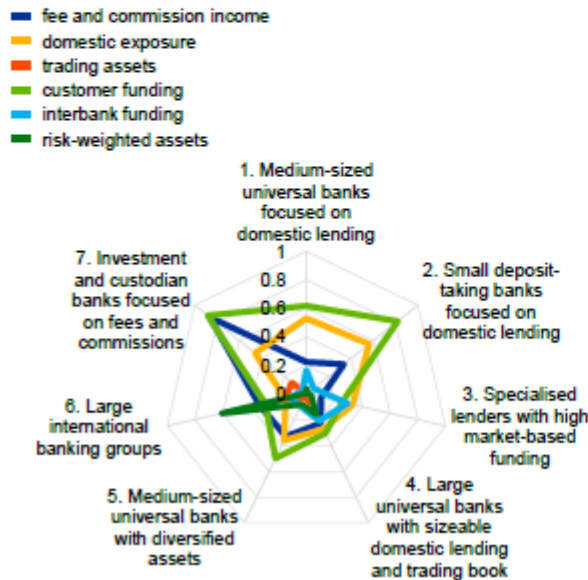 fee and commission income
domestic exposure
trading assets
customer funding
interbank funding
risk-weighted assets
1. Medium-sized
universal banks
focused on
domestic lending
1
0.8
0.6
0.4
0.2
0
2. Small deposit-
taking banks
focused on
domestic lending
3. Specialised
lenders with high
market-based
funding
4. Large
universal banks
with sizeable
domestic lending
and trading book
5. Medium-sized
universal banks
with diversified
assets
6. Large
international
banking groups
7. Investment
and custodian
banks focused
on fees and
commissions